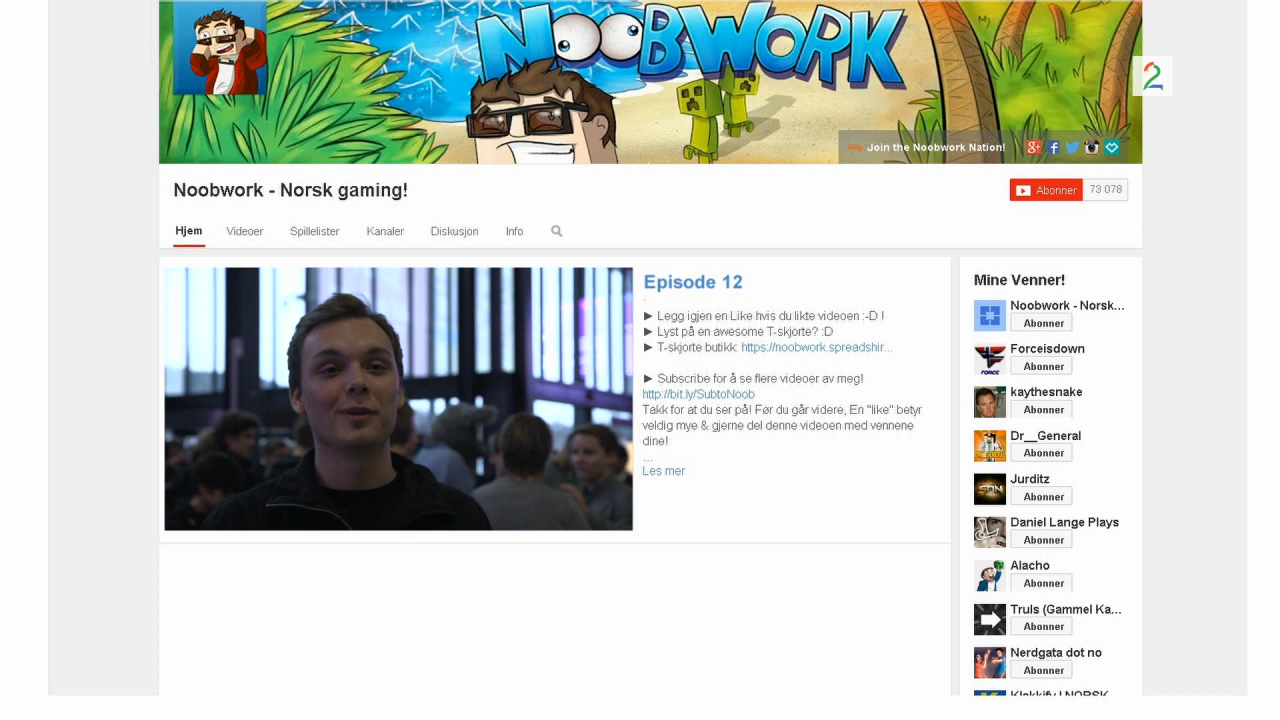 NOOBWORK
2
Join the Noobwork Nation!
Noobwork - Norsk gaming!
Abonner 73 078
Hjem Videoer Spillelister Kanaler Diskusjon Info
Episode 12
.
► Legg igjen en Like hvis du likte videoen :-D !
► Lyst på en awesome T-skjorte? :D
► T-skjorte butikk: https://noobwork.spreadshir...
► Subscribe for å se flere videoer av meg!
http://bit.ly/SubtoNoob
Takk for at du ser på! Før du går videre, En "like" betyr
veldig mye & gjerne del denne videoen med vennene
dine!
...
Les mer
Mine Venner!
Noobwork - Norsk...
Abonner
Forceisdown
Abonner
FORCE
kaythesnake
Abonner
Dr__General
Abonner
Jurditz
Abonner
Daniel Lange Plays
Abonner
Alacho
Abonner
Truls (Gammel Ka...
Abonner
Nerdgata dot no
Abonner